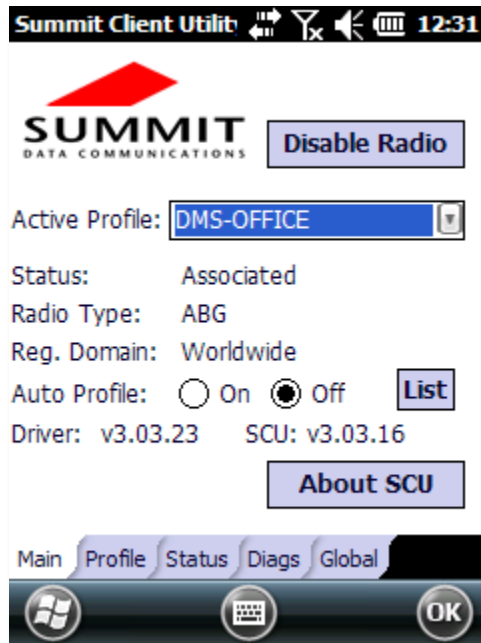 Summit Client Utility 12:31
SUMMIT
DATA COMMUNICATIONS
Disable Radio
Active Profile: DMS-OFFICE
Status: Associated
Radio Type: ABG
Reg. Domain: Worldwide
Auto Profile: On Off List
Driver: v3.03.23 SCU: v3.03.16
About SCU
Main Profile Status Diags Global
OK